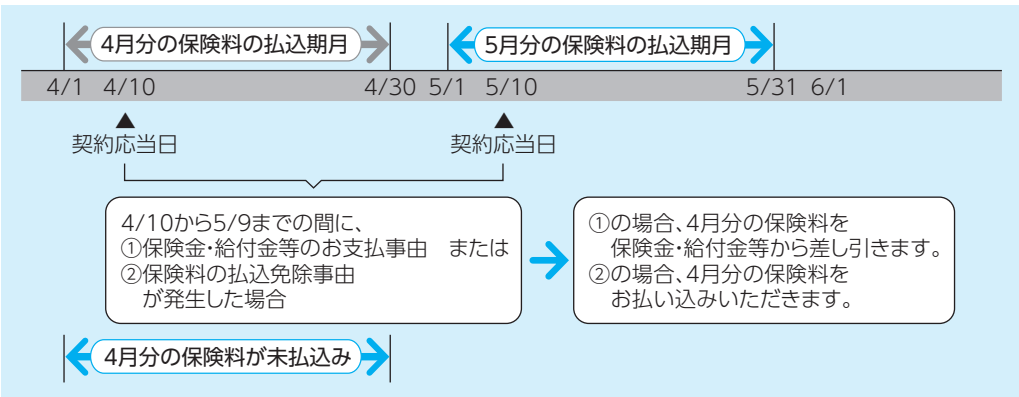 4月分の保険料の払込期月
5月分の保険料の払込期月
4/1 4/10 4/30 5/1 5/10 5/31 6/1
▲ ▲
契約応当日 契約応当日
4/10から5/9までの間に、
①保険金・給付金等のお支払事由 または
②保険料の払込免除事由
が発生した場合
①の場合、4月分の保険料を
保険金・給付金等から差し引きます。
②の場合、4月分の保険料を
お払い込みいただきます。
4月分の保険料が未払込み